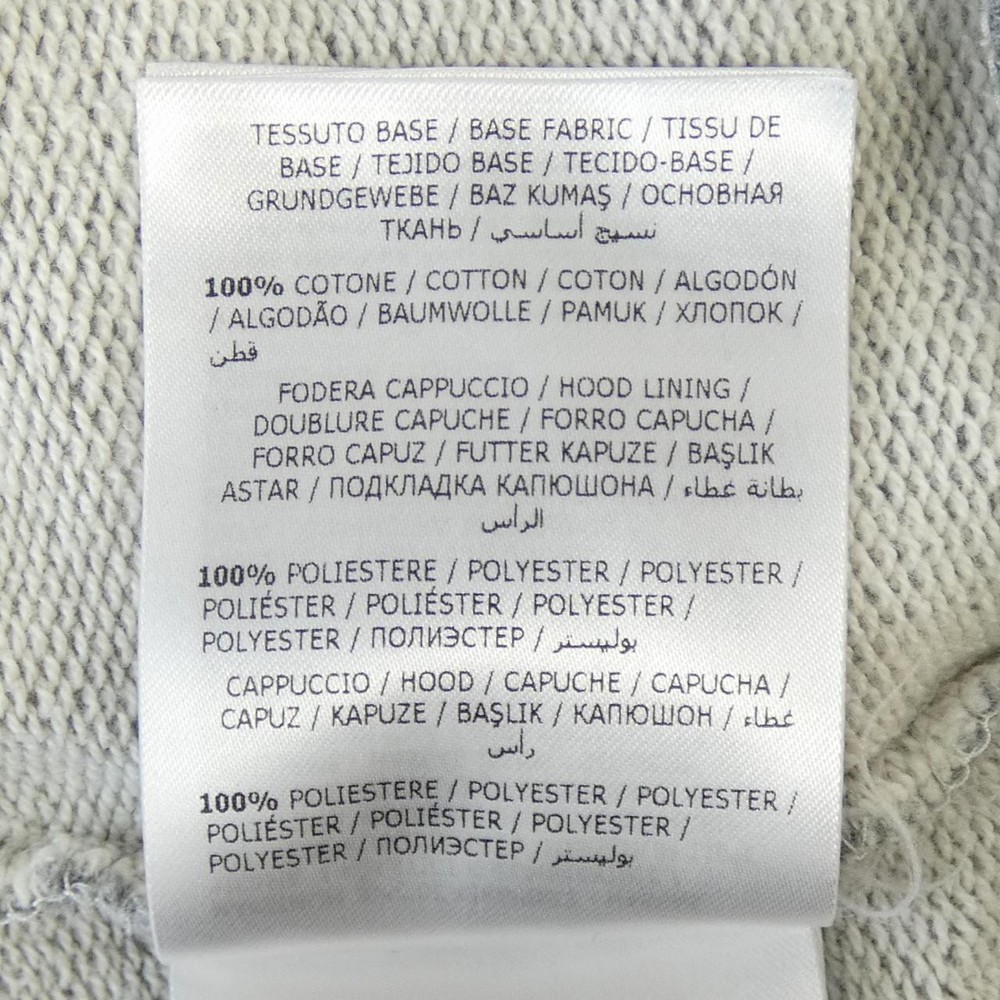 TESSUTO BASE / BASE FABRIC / TISSU DE
BASE / TEJIDO BASE / TECIDO-BASE /
GRUNDGEWEBE / BAZ KUMAŞ / ОСНОВНАЯ
ТКАНЬ / نسيج أساسي
100% COTONE / COTTON / COTON / ALGODÓN
/ ALGODÃO / BAUMWOLLE / PAMUK / ХЛОПОК /
قطن
FODERA CAPPUCCIO / HOOD LINING /
DOUBLURE CAPUCHE / FORRO CAPUCHA /
FORRO CAPUZ / FUTTER KAPUZE / BAŞLIK
ASTAR / ПОДКЛАДКА КАПЮШОНА / بطانة غطاء
الرأس
100% POLIESTERE / POLYESTER / POLYESTER /
POLIÉSTER / POLIÉSTER / POLYESTER /
POLYESTER / ПОЛИЭСТЕР / بوليستر
CAPPUCCIO / HOOD / CAPUCHE / CAPUCHA /
CAPUZ / KAPUZE / BAŞLIK / КАПЮШОН / غطاء
رأس
100% POLIESTERE / POLYESTER / POLYESTER /
POLIÉSTER / POLIÉSTER / POLYESTER /
POLYESTER / ПОЛИЭСТЕР / بوليستر